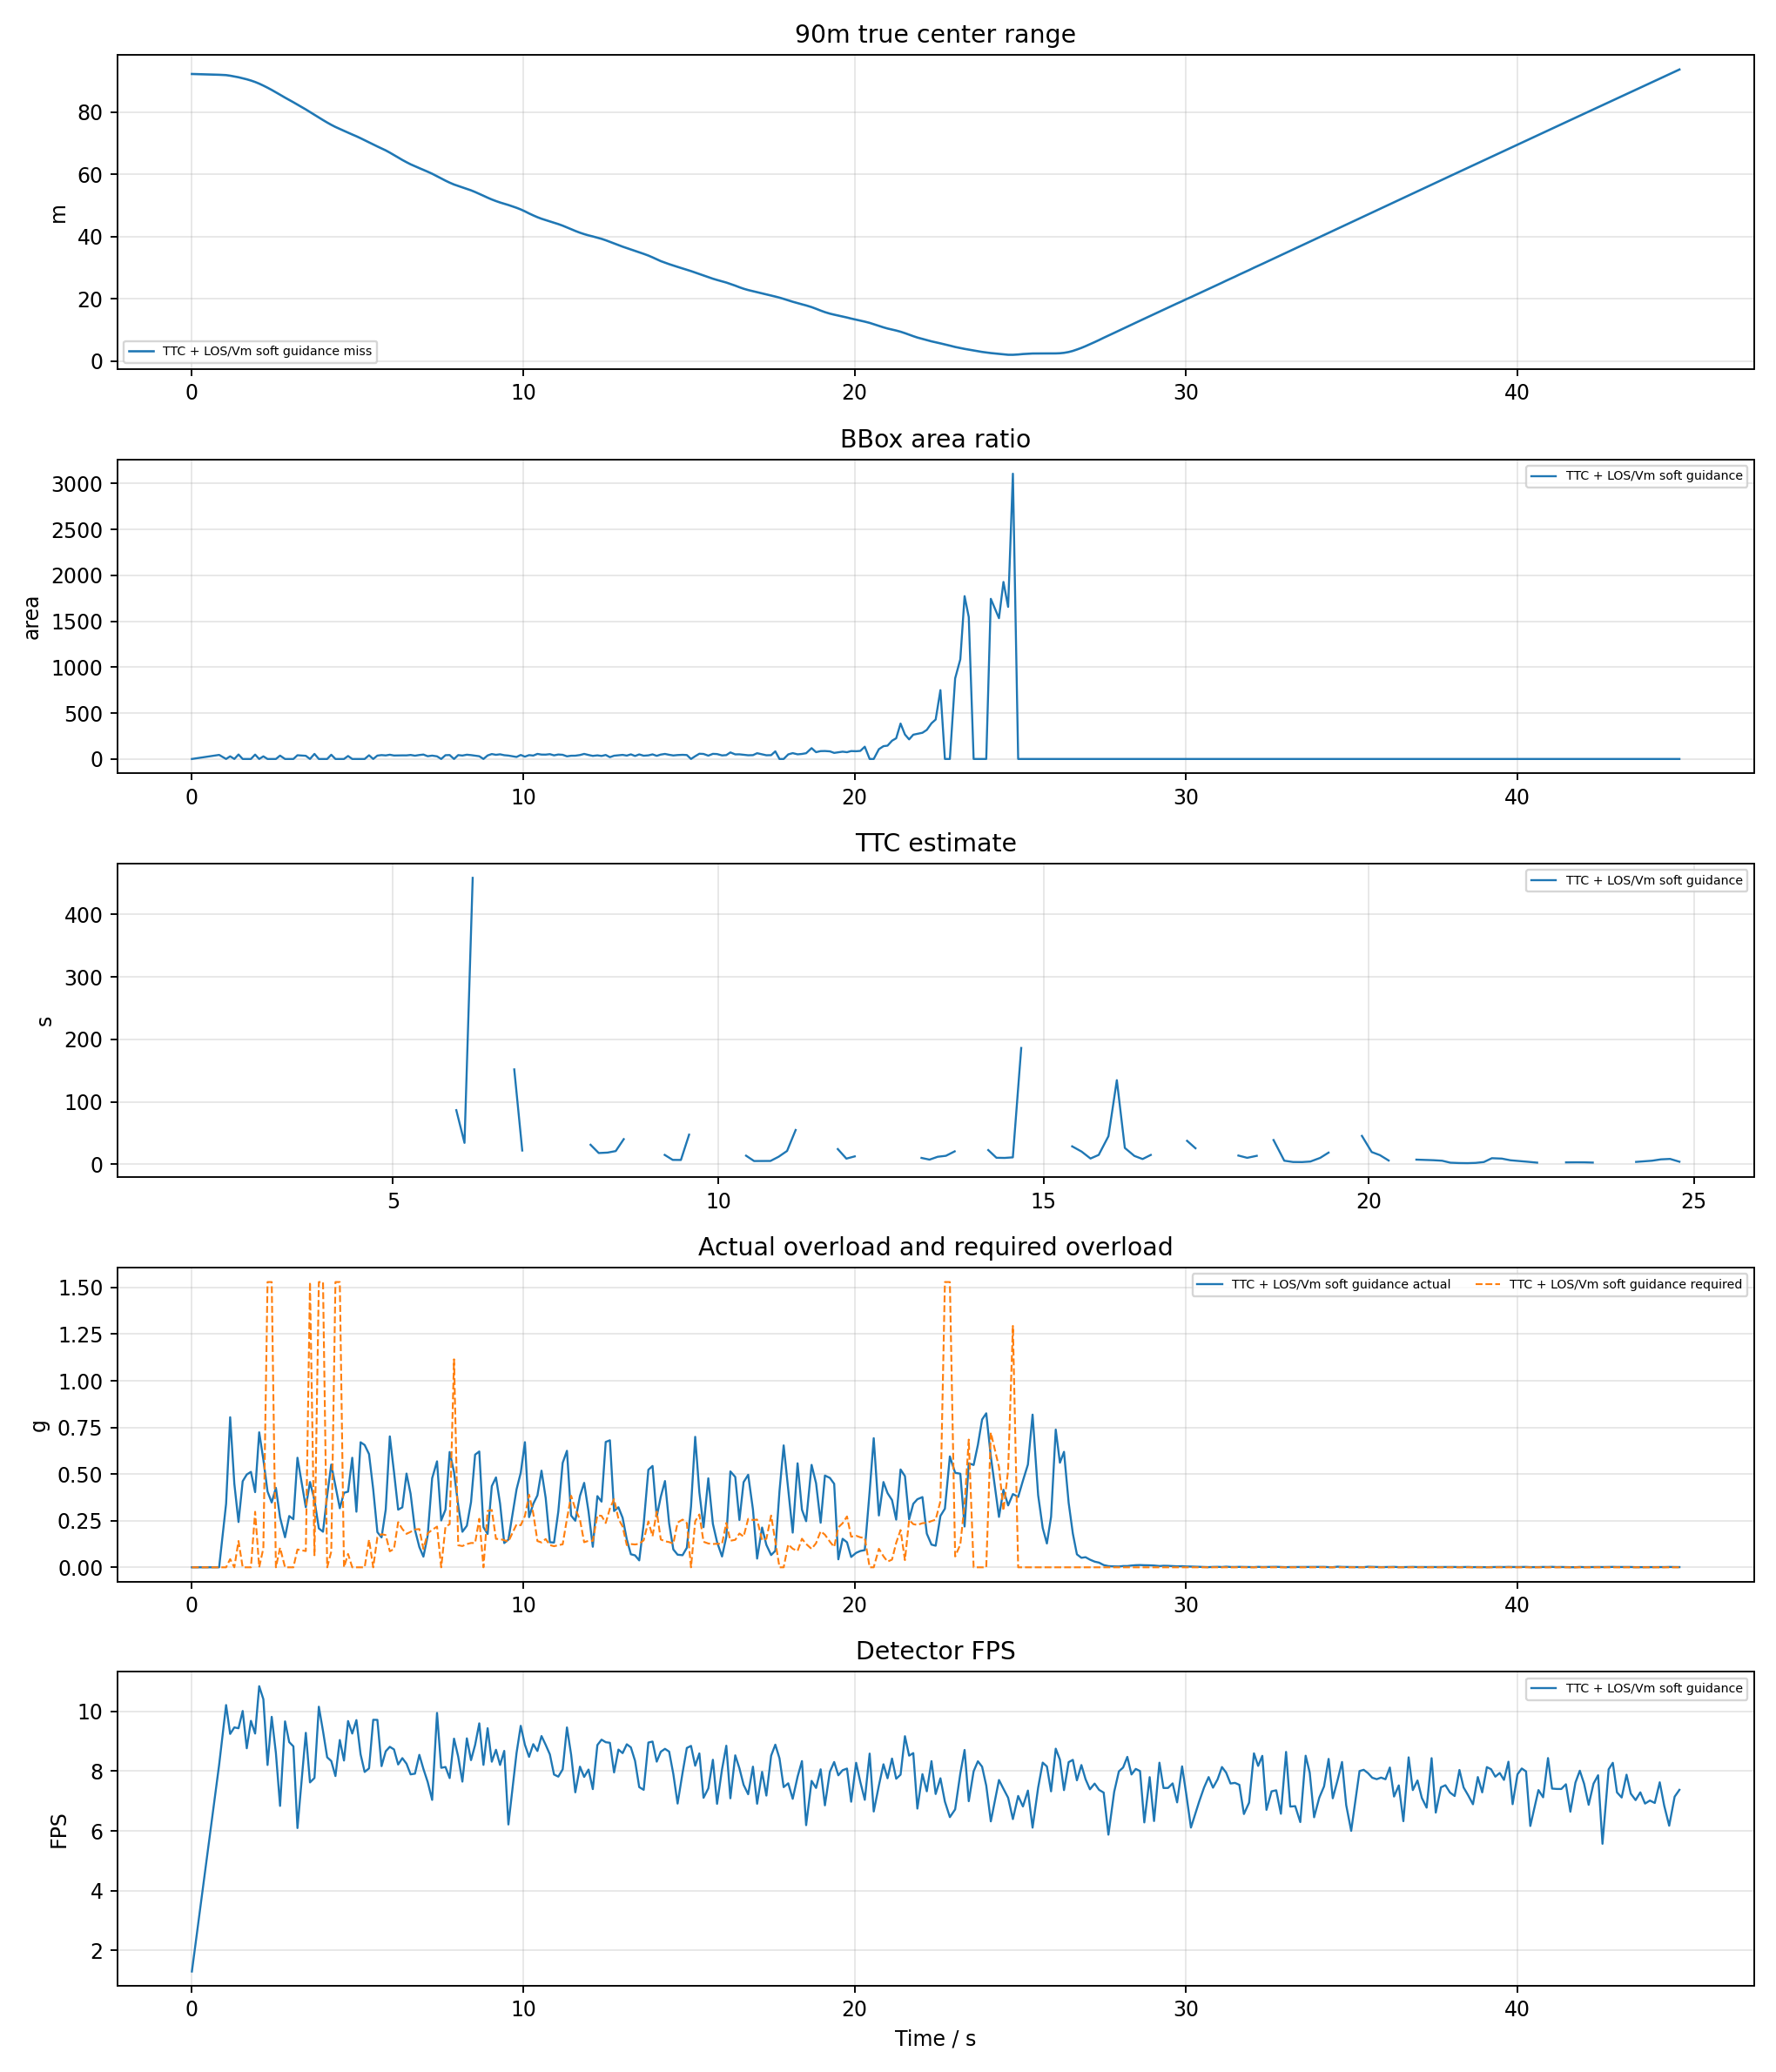 90m true center range
80
60
40
20
0
m
TTC + LOS/Vm soft guidance miss
0 10 20 30 40
BBox area ratio
3000
2500
2000
1500
1000
500
0
area
TTC + LOS/Vm soft guidance
0 10 20 30 40
TTC estimate
400
300
200
100
0
s
TTC + LOS/Vm soft guidance
5 10 15 20 25
Actual overload and required overload
1.50
1.25
1.00
0.75
0.50
0.25
0.00
g
TTC + LOS/Vm soft guidance actual TTC + LOS/Vm soft guidance required
0 10 20 30 40
Detector FPS
10
8
6
4
2
FPS
TTC + LOS/Vm soft guidance
0 10 20 30 40
Time / s